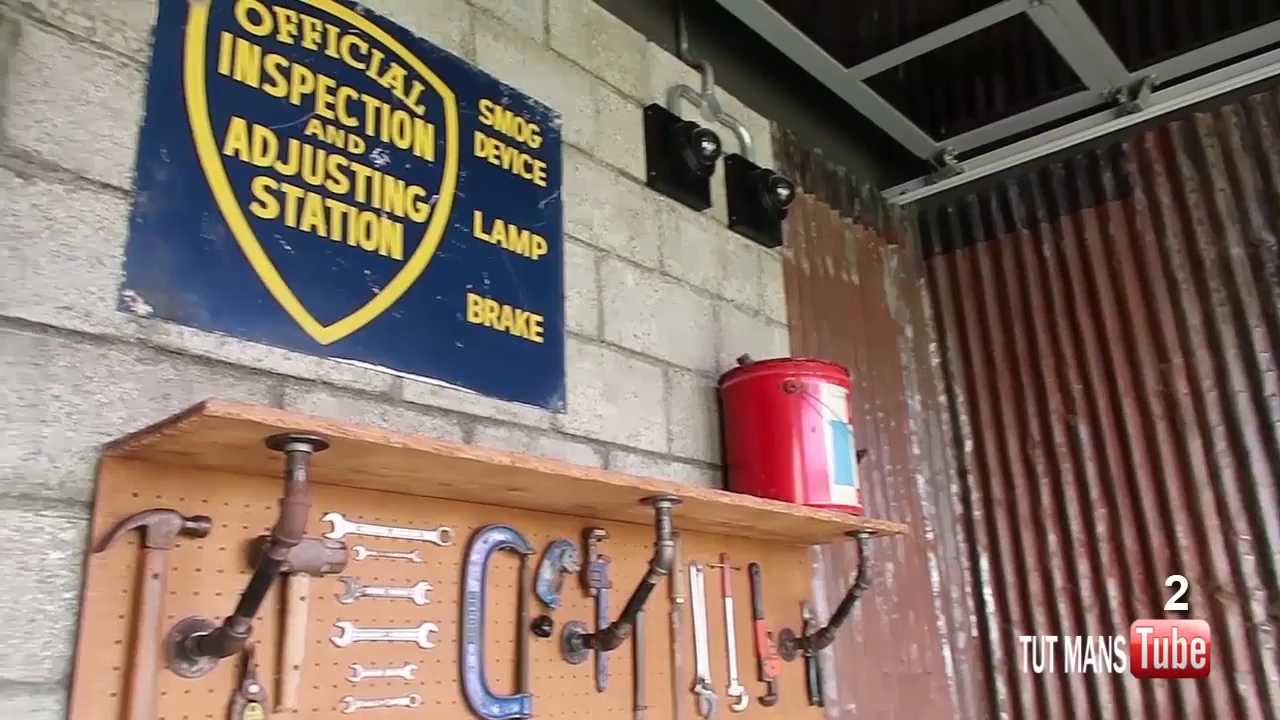 OFFICIAL
INSPECTION
AND
ADJUSTING
STATION
SMOG
DEVICE
LAMP
BRAKE
2
TUT MANS Tube